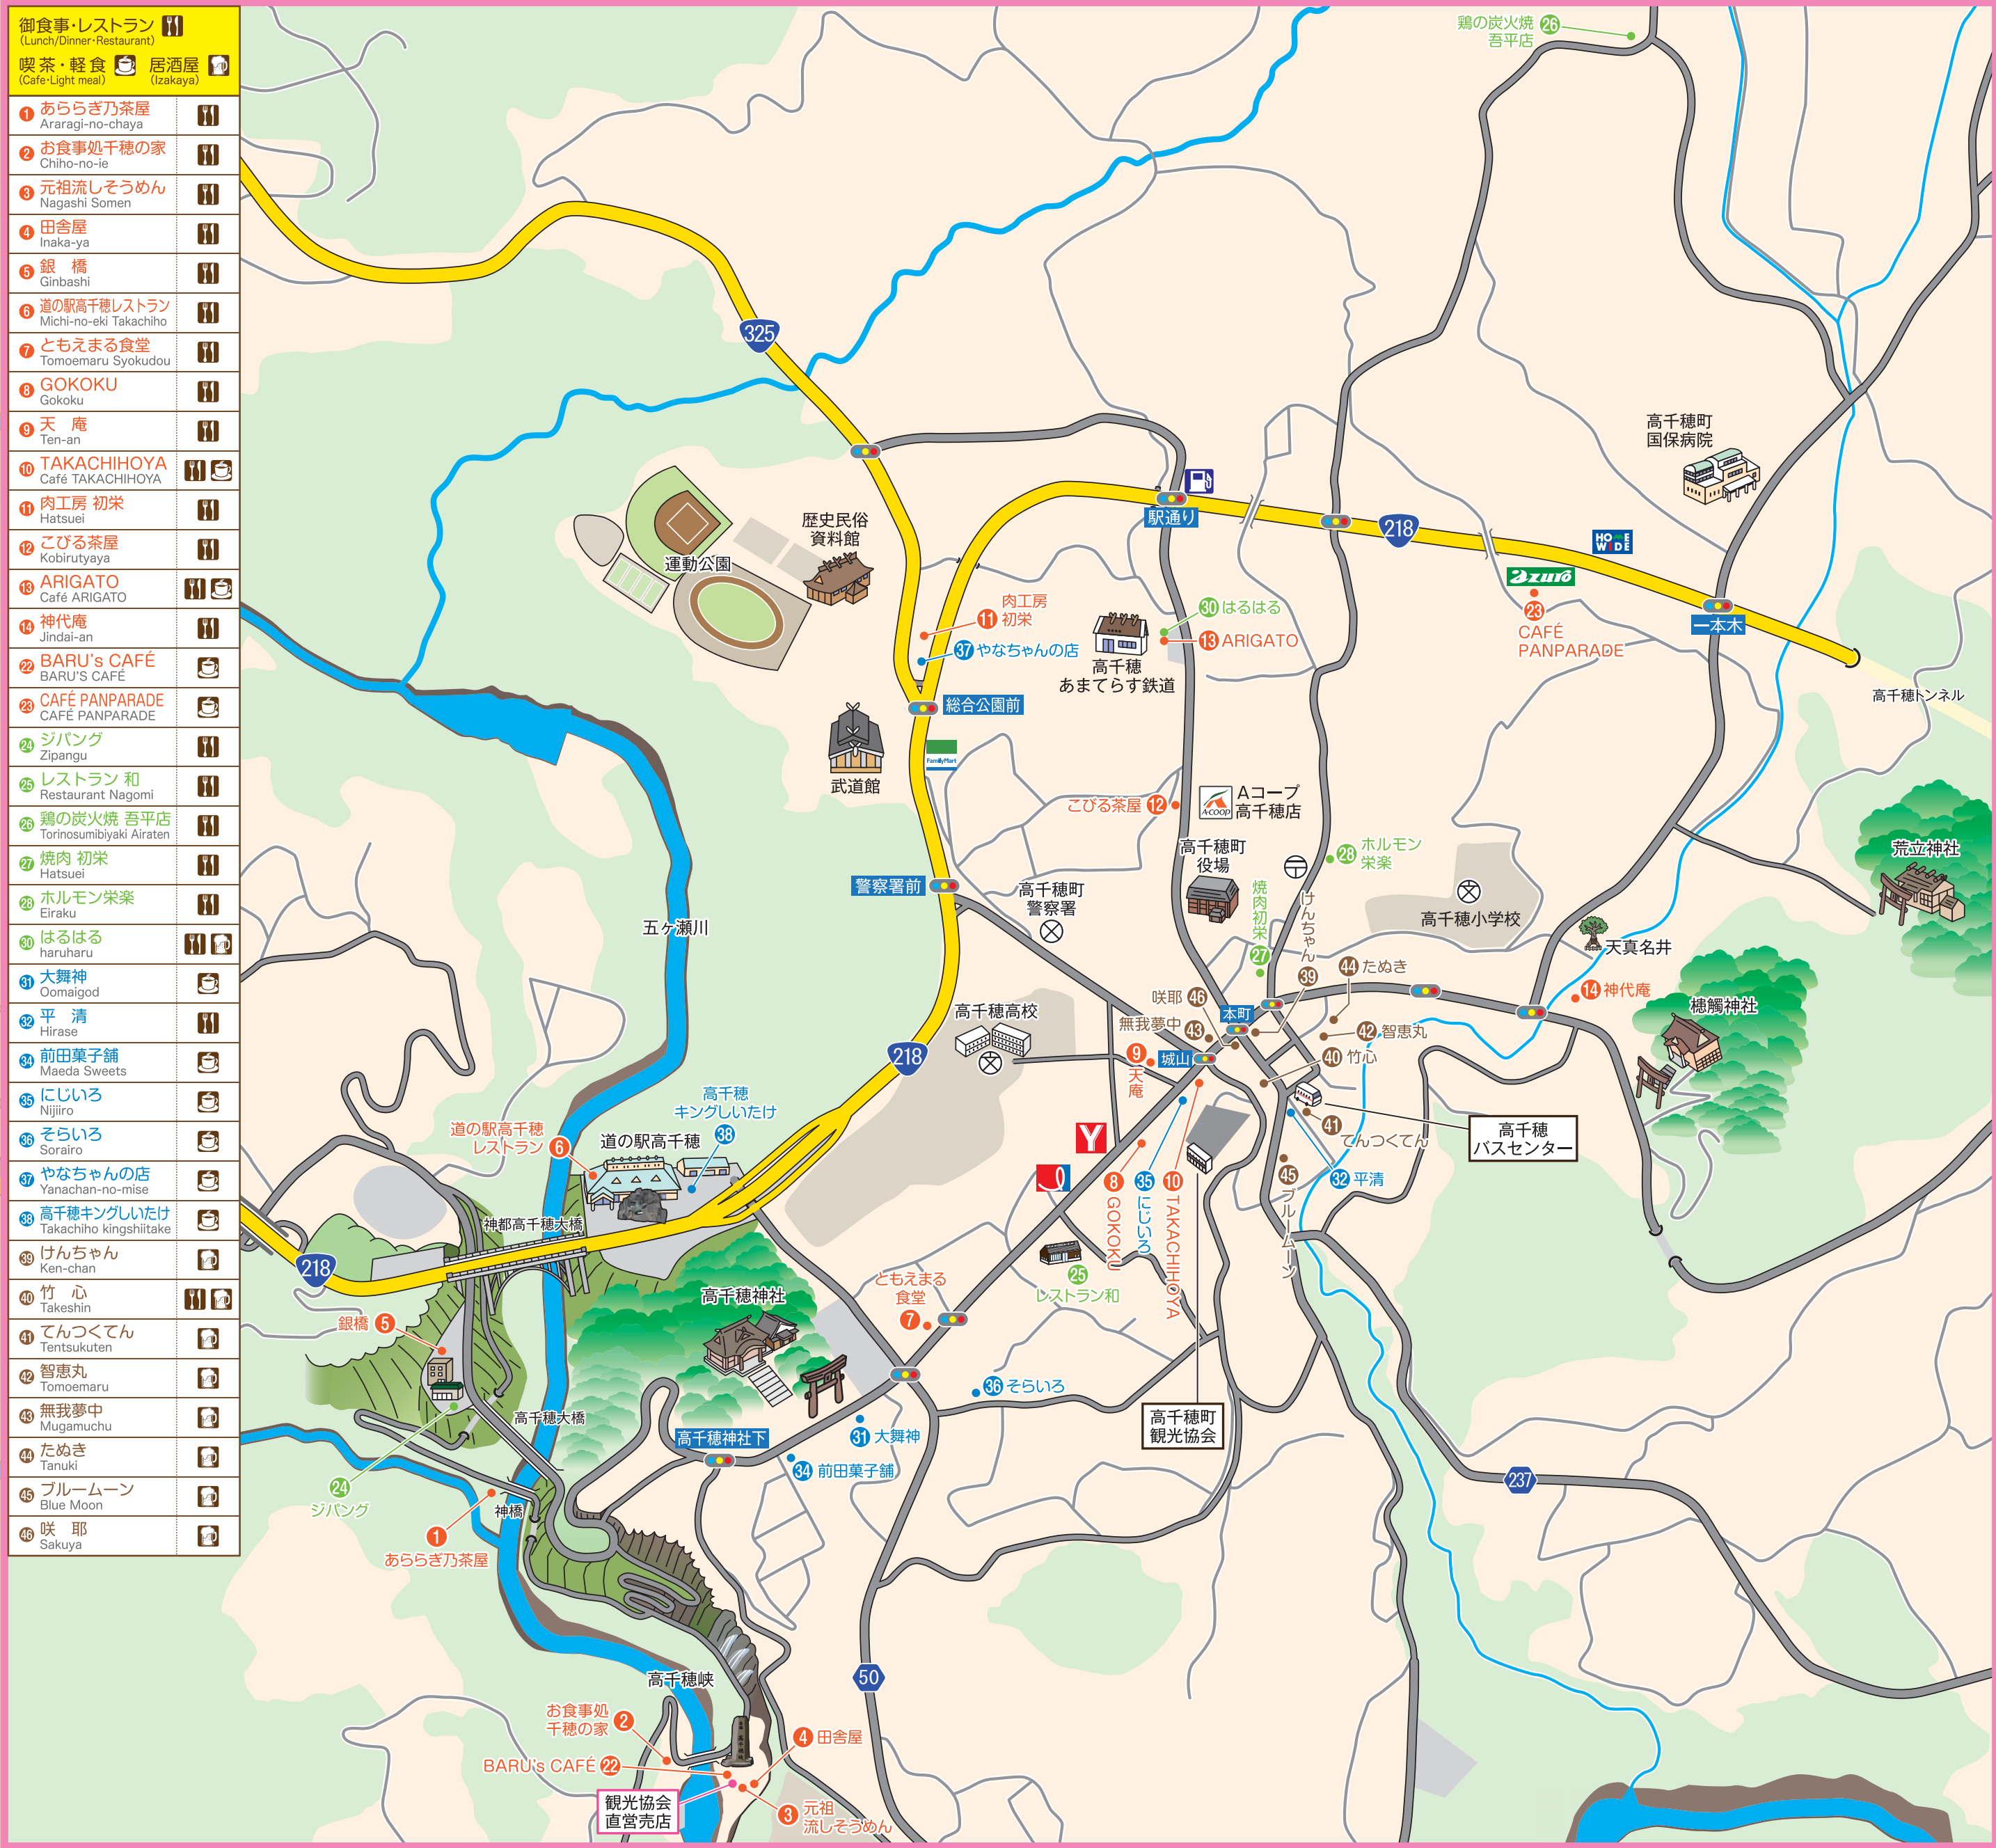 御食事・レストラン
(Lunch/Dinner・Restaurant)
喫茶・軽食 居酒屋
(Cafe・Light meal) (Izakaya)
1 あららぎ乃茶屋
Araragi-no-chaya
2 お食事処千穂の家
Chiho-no-ie
3 元祖流しそうめん
Nagashi Somen
4 田舎屋
Inaka-ya
5 銀 橋
Ginbashi
6 道の駅高千穂レストラン
Michi-no-eki Takachiho
7 ともえまる食堂
Tomoemaru Syokudou
8 GOKOKU
Gokoku
9 天 庵
Ten-an
10 TAKACHIHOYA
Café TAKACHIHOYA
11 肉工房 初栄
Hatsuei
12 こびる茶屋
Kobirutyaya
13 ARIGATO
Café ARIGATO
14 神代庵
Jindai-an
22 BARU's CAFÉ
BARU'S CAFÉ
23 CAFÉ PANPARADE
CAFÉ PANPARADE
24 ジパング
Zipangu
25 レストラン 和
Restaurant Nagomi
26 鶏の炭火焼 吾平店
Torinosumibiyaki Airaten
27 焼肉 初栄
Hatsuei
28 ホルモン栄楽
Eiraku
30 はるはる
haruharu
31 大舞神
Oomaigod
32 平 清
Hirase
34 前田菓子舗
Maeda Sweets
35 にじいろ
Nijiiro
36 そらいろ
Sorairo
37 やなちゃんの店
Yanachan-no-mise
38 高千穂キングしいたけ
Takachiho kingshiitake
39 けんちゃん
Ken-chan
40 竹 心
Takeshin
41 てんつくてん
Tentsukuten
42 智恵丸
Tomoemaru
43 無我夢中
Mugamuchu
44 たぬき
Tanuki
45 ブルームーン
Blue Moon
46 咲 耶
Sakuya
鶏の炭火焼 26
吾平店
325
高千穂町
国保病院
駅通り
218
HOME
WIDE
azuro
23
CAFÉ
PANPARADE
一本木
高千穂トンネル
歴史民俗
資料館
運動公園
肉工房
11 初栄
37 やなちゃんの店
30 はるはる
13 ARIGATO
高千穂
あまてらす鉄道
総合公園前
武道館
FamilyMart
こびる茶屋 12
A-COOP
Aコープ
高千穂店
高千穂町
役場
28 ホルモン
栄楽
荒立神社
警察署前
高千穂町
警察署
焼肉初栄
27
けんちゃん
39
高千穂小学校
文
天真名井
五ヶ瀬川
44 たぬき
14 神代庵
槵觸神社
咲耶 46
本町
高千穂高校
文
無我夢中 43
42 智恵丸
218
9
天庵
城山
40 竹心
高千穂
キングしいたけ
38
道の駅高千穂
レストラン 6
道の駅高千穂
Y
41
てんつくてん
高千穂
バスセンター
8
GOKOKU
35
にじいろ
10
TAKACHIHOYA
45
ブルームーン
32 平清
神都高千穂大橋
218
25
レストラン和
高千穂神社
ともえまる
食堂
7
銀橋 5
36 そらいろ
高千穂大橋
高千穂神社下
31 大舞神
高千穂町
観光協会
34 前田菓子舗
24
ジパング
神橋
237
1
あららぎ乃茶屋
高千穂峡
50
お食事処
千穂の家 2
4 田舎屋
BARU's CAFÉ 22
観光協会
直営売店
3 元祖
流しそうめん